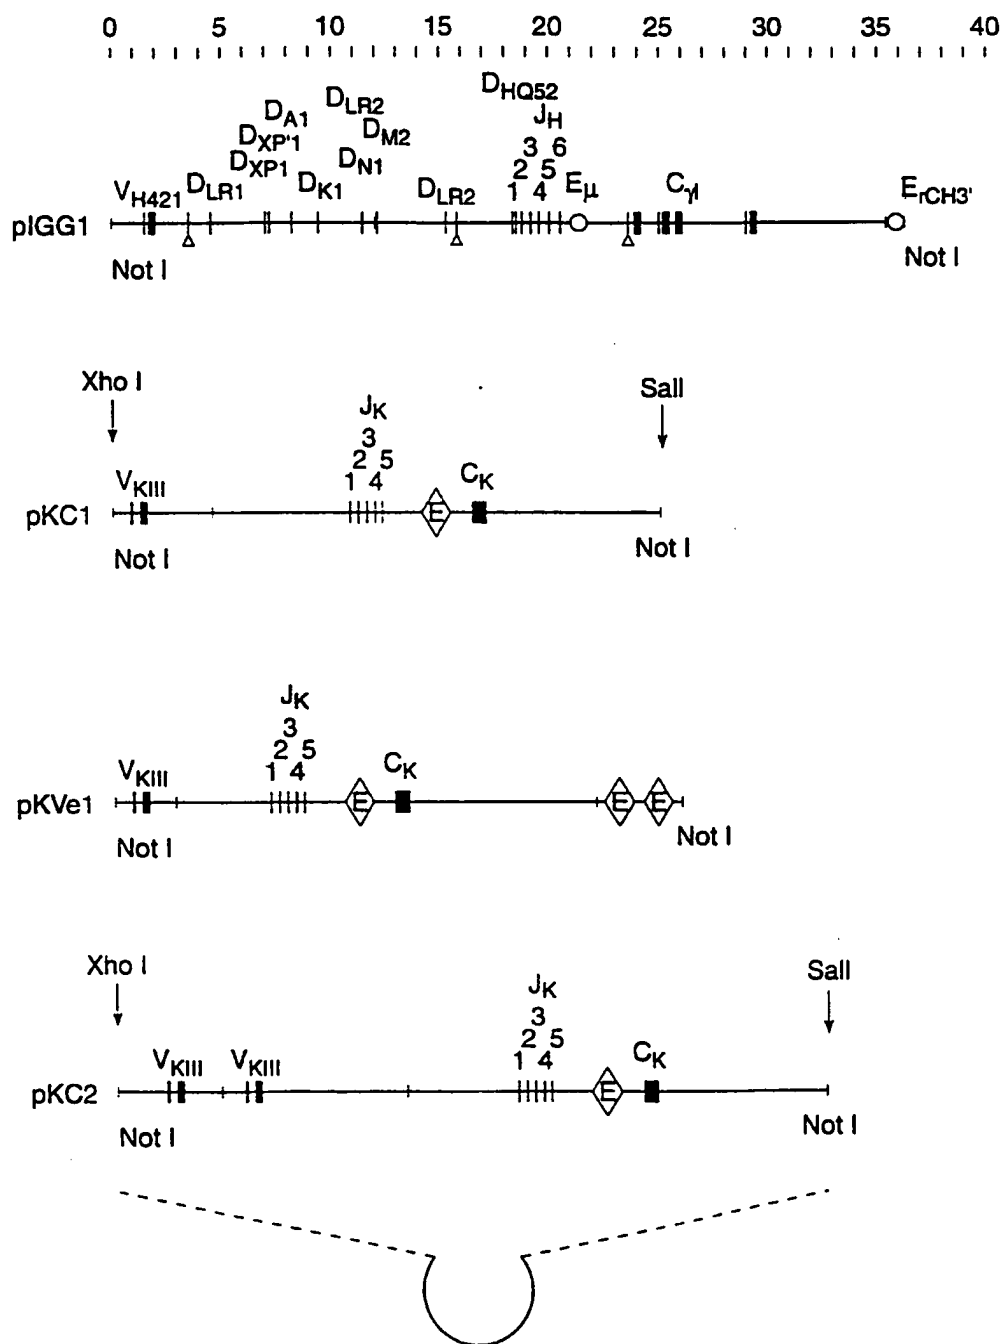 0 5 10 15 20 25 30 35 40
DHQ52
DLR2
DA1
JH
DM2
DXP'1
3 6
DXP1
DN1
2 5
VH421 DLR1 DK1 DLR2 1 4 Eμ CγI ErCH3'
pIGG1
Not I Not I
Xho I SalI
JK
3
2 5
VKIII 1 4 CK
pKC1 E
Not I Not I
JK
3
2 5
VKIII 1 4 CK
pKVe1 E E E
Not I Not I
Xho I SalI
JK
3
2 5
VKIII VKIII 1 4 CK
pKC2 E
Not I Not I